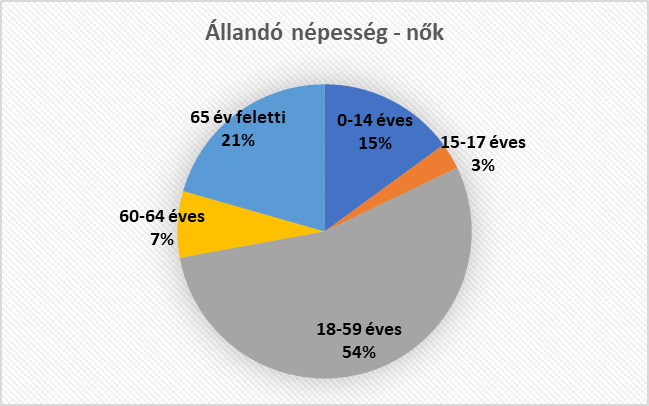 Állandó népesség - nők
65 év feletti
21%
0-14 éves
15%
15-17 éves
3%
60-64 éves
7%
18-59 éves
54%